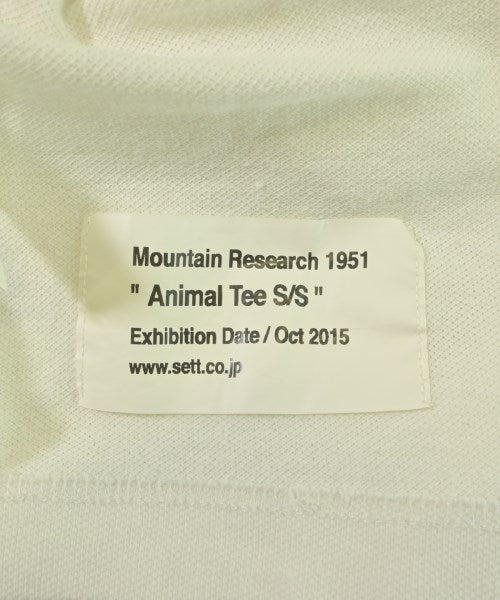 Mountain Research 1951
" Animal Tee S/S "
Exhibition Date / Oct 2015
www.sett.co.jp